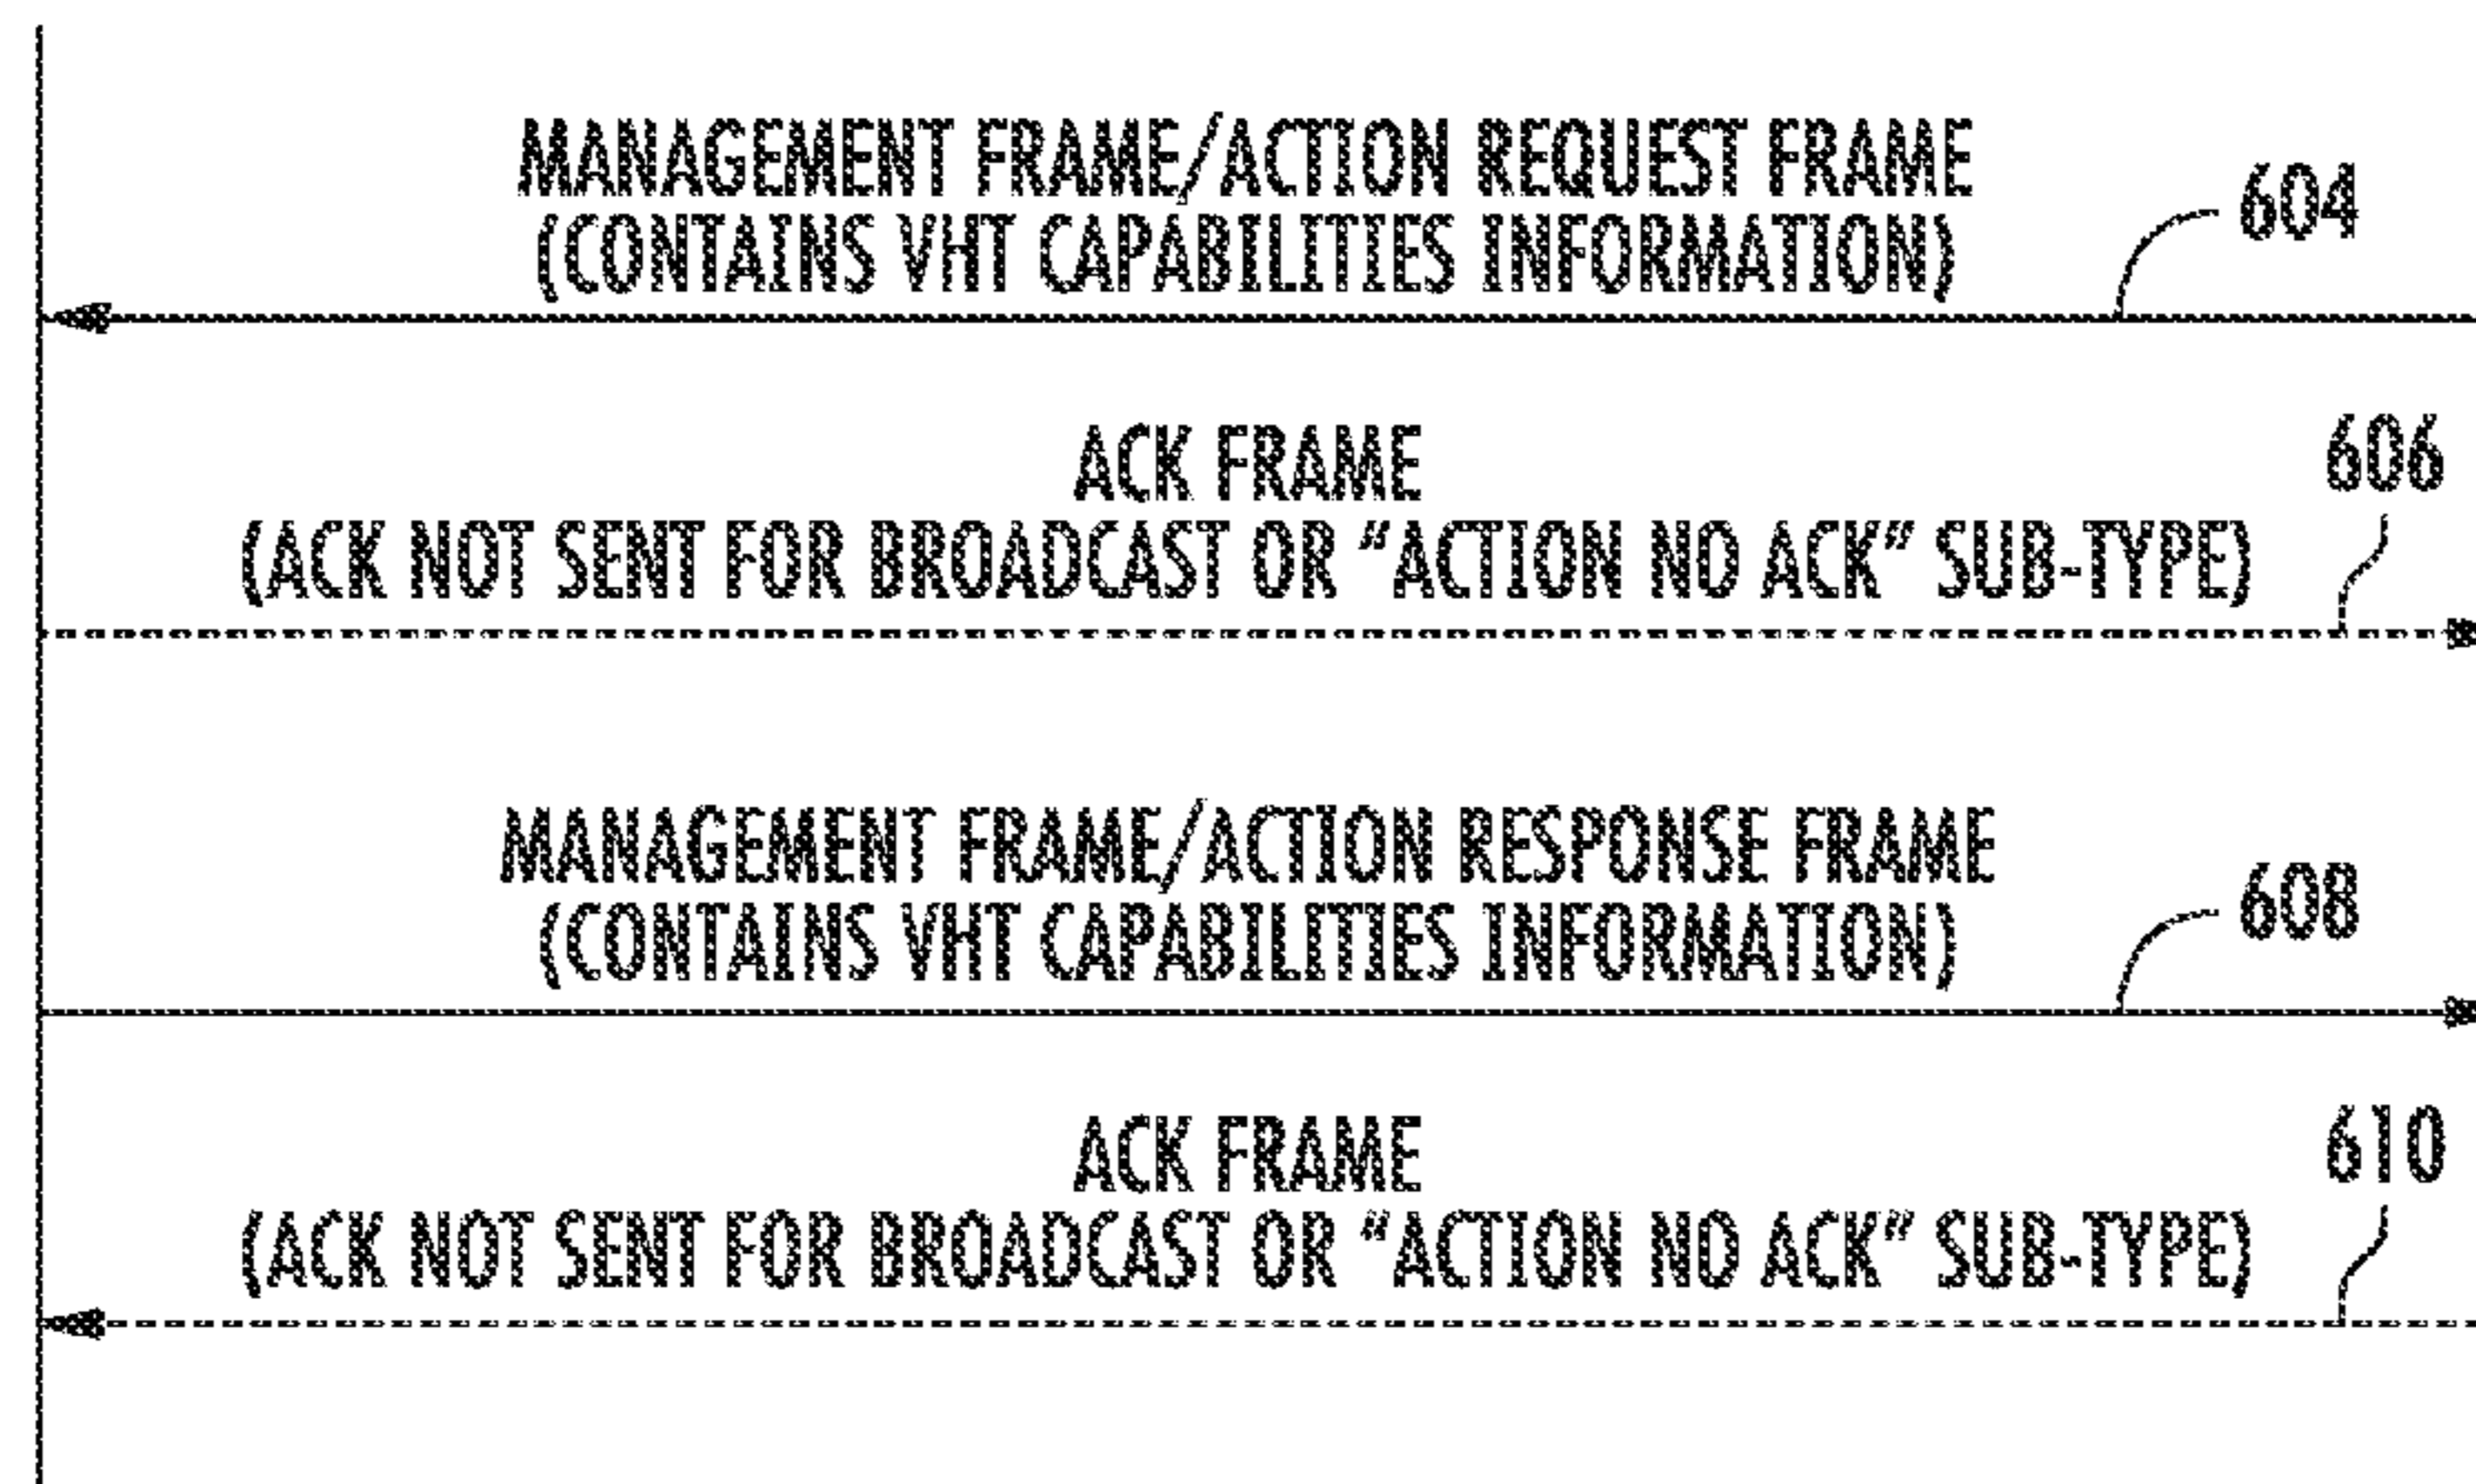 MANAGEMENT FRAME/ACTION REQUEST FRAME
(CONTAINS VHT CAPABILITIES INFORMATION)
604
ACK FRAME
606
(ACK NOT SENT FOR BROADCAST OR "ACTION NO ACK" SUB-TYPE)
MANAGEMENT FRAME/ACTION RESPONSE FRAME
(CONTAINS VHT CAPABILITIES INFORMATION)
608
ACK FRAME
610
(ACK NOT SENT FOR BROADCAST OR "ACTION NO ACK" SUB-TYPE)